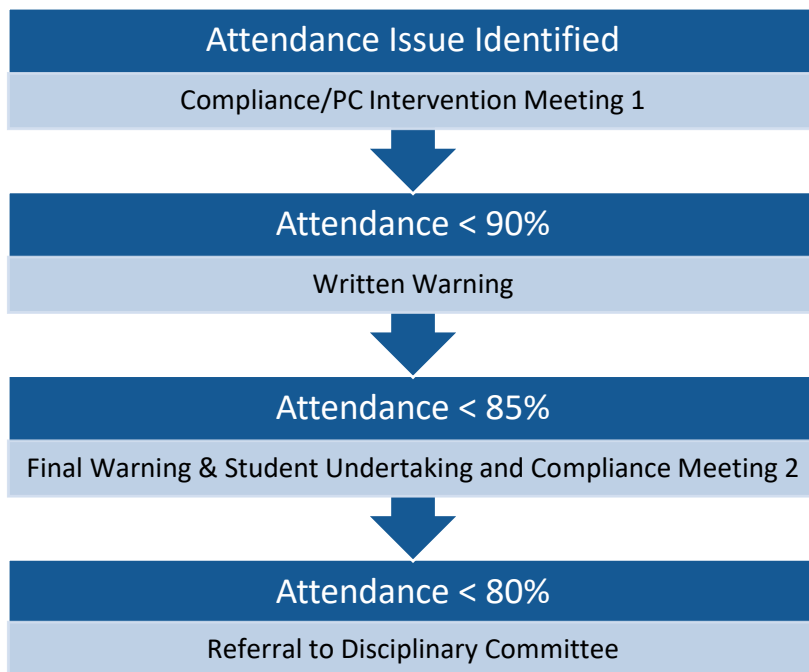 Attendance Issue Identified
Compliance/PC Intervention Meeting 1
Attendance < 90%
Written Warning
Attendance < 85%
Final Warning & Student Undertaking and Compliance Meeting 2
Attendance < 80%
Referral to Disciplinary Committee